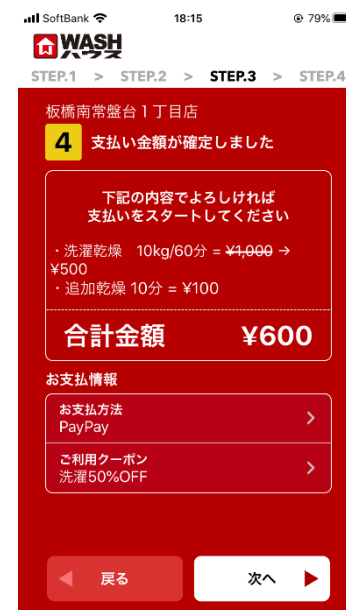 SoftBank 18:15 79%
WASH
ハウス
STEP.1 > STEP.2 > STEP.3 > STEP.4
板橋南常盤台1丁目店
4 支払い金額が確定しました
下記の内容でよろしければ
支払いをスタートしてください
・洗濯乾燥 10kg/60分 = ¥1,000 →
¥500
・追加乾燥 10分 = ¥100
合計金額 ¥600
お支払情報
お支払方法
PayPay
ご利用クーポン
洗濯50%OFF
戻る 次へ